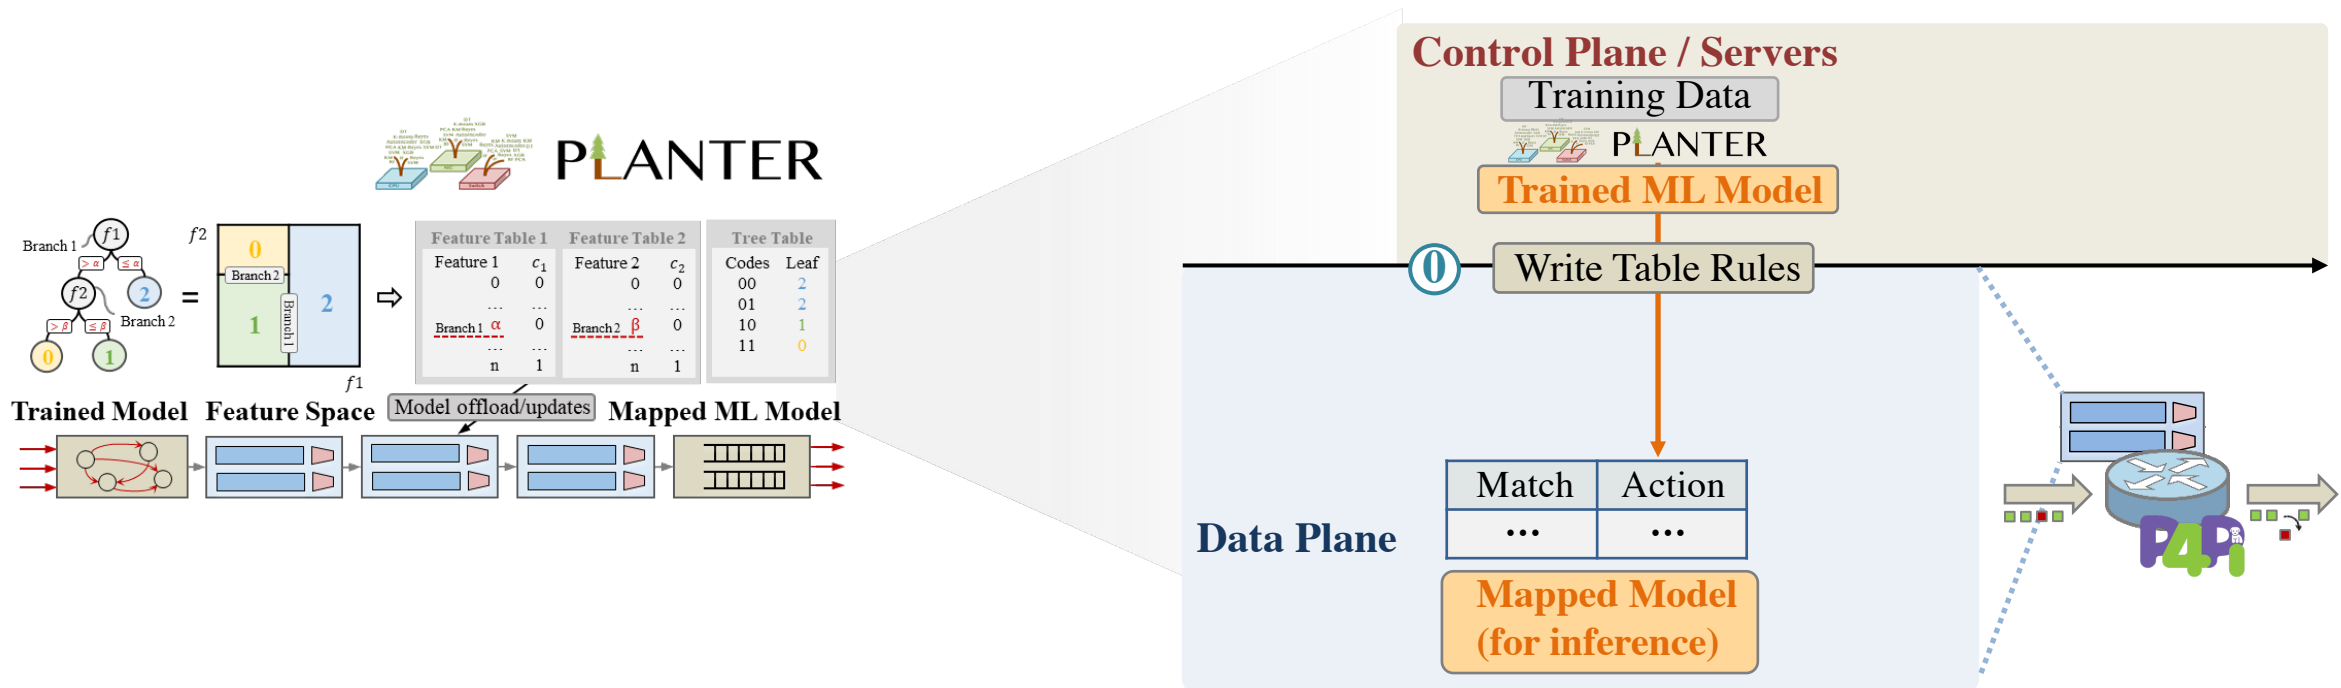 PLANTER
CPU
Switch
f1
Branch 1
> α
≤ α
f2
2
Branch 2
> β
≤ β
0
1
=
f2
0
Branch 2
1
Branch 1
2
f1
Feature Table 1
Feature 1 c1
0 0
... ...
Branch 1 α 0
... ...
n 1
Feature Table 2
Feature 2 c2
0 0
... ...
Branch 2 β 0
... ...
n 1
Tree Table
Codes Leaf
00 2
01 2
10 1
11 0
Trained Model
Feature Space
Model offload/updates
Mapped ML Model
Control Plane / Servers
Training Data
PLANTER
Trained ML Model
0
Write Table Rules
Match Action
... ...
Data Plane
Mapped Model
(for inference)
P4Pi